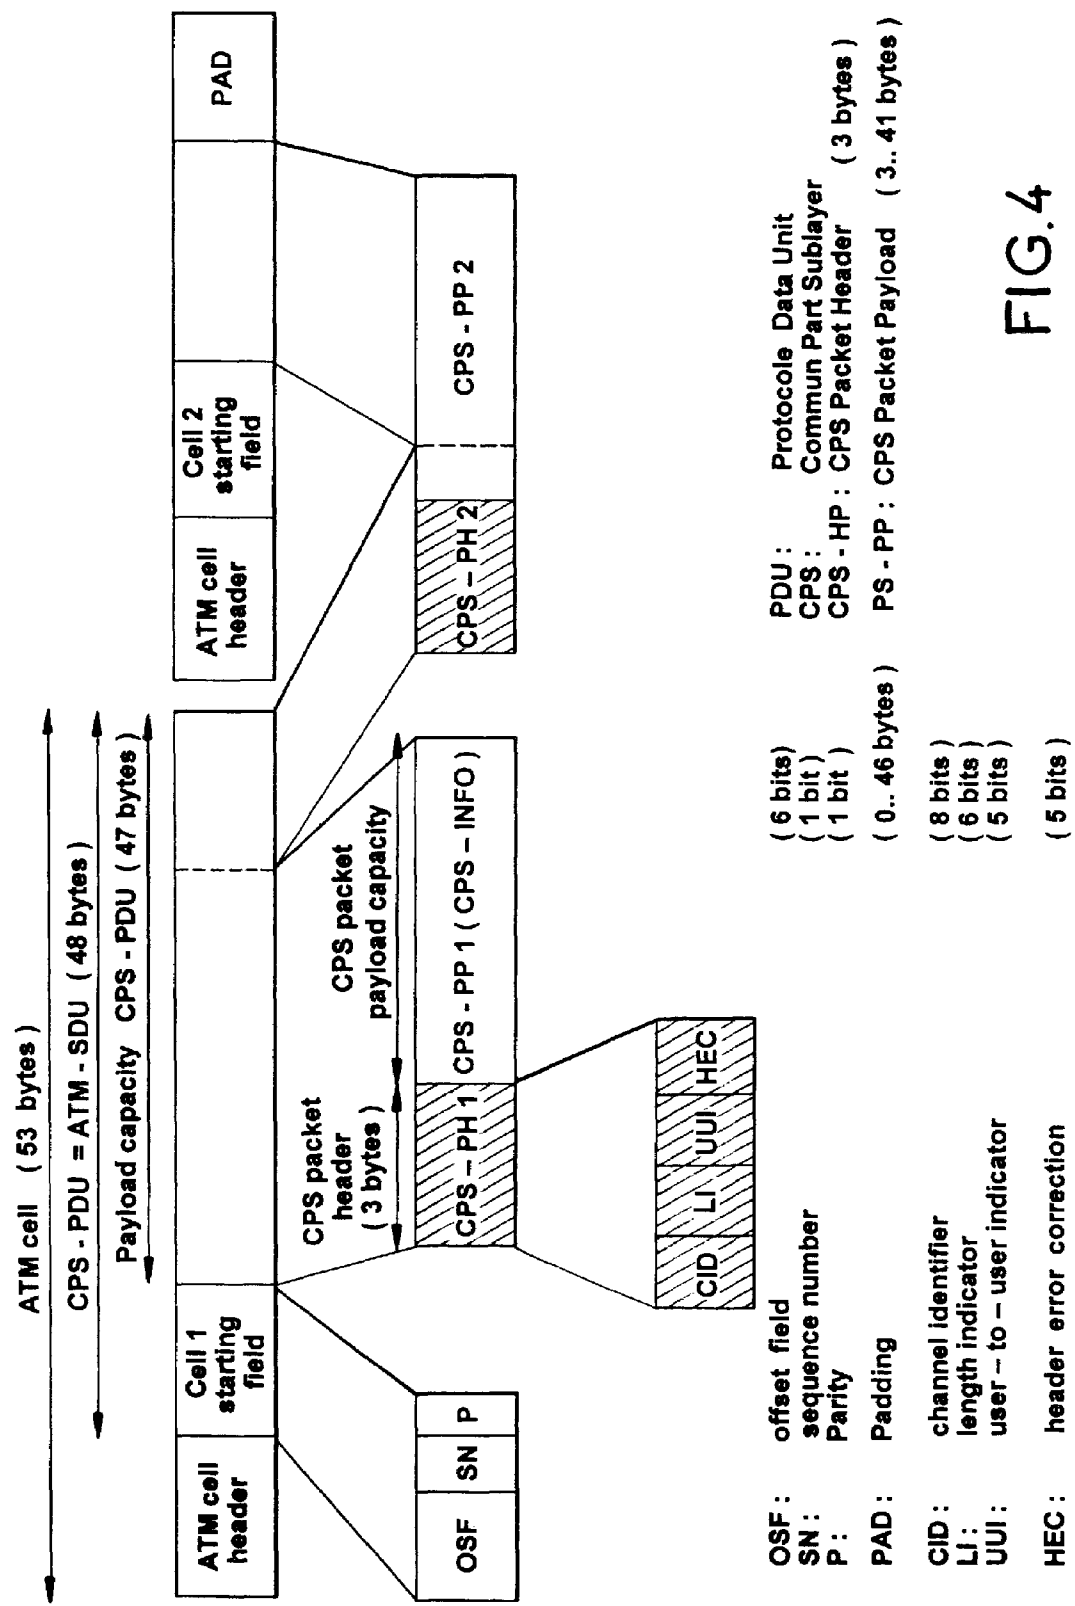 ATM cell ( 53 bytes )
CPS - PDU = ATM - SDU ( 48 bytes )
Payload capacity CPS - PDU ( 47 bytes )
ATM cell
header
Cell 1
starting
field
ATM cell
header
Cell 2
starting
field
PAD
CPS packet
header
( 3 bytes )
CPS packet
payload capacity
OSF
SN
P
CPS – PH 1
CPS - PP 1 ( CPS – INFO )
CPS – PH 2
CPS - PP 2
CID
LI
UUI
HEC
OSF : offset field ( 6 bits)
SN : sequence number ( 1 bit )
P : Parity ( 1 bit )
PAD : Padding ( 0.. 46 bytes )
CID : channel identifier ( 8 bits )
LI : length indicator ( 6 bits )
UUI : user – to – user indicator ( 5 bits )
HEC : header error correction ( 5 bits )
PDU : Protocole Data Unit
CPS : Commun Part Sublayer
CPS - HP : CPS Packet Header ( 3 bytes )
PS - PP : CPS Packet Payload ( 3.. 41 bytes )
FIG. 4